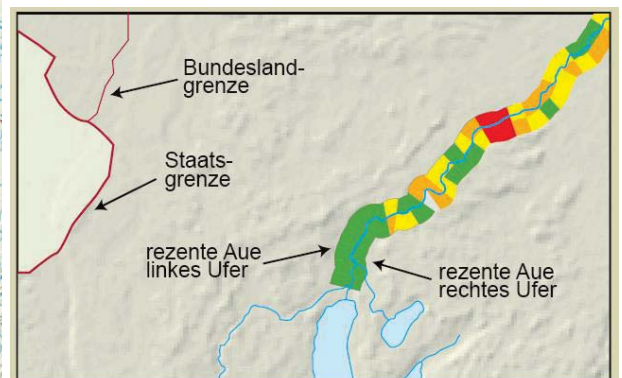 Bundesland-
grenze
Staats-
grenze
rezente Aue
linkes Ufer
rezente Aue
rechtes Ufer